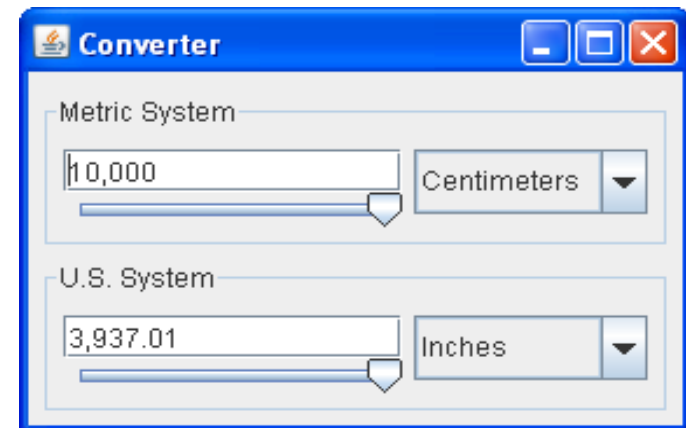 Converter
Metric System
10,000
Centimeters
U.S. System
3,937.01
Inches